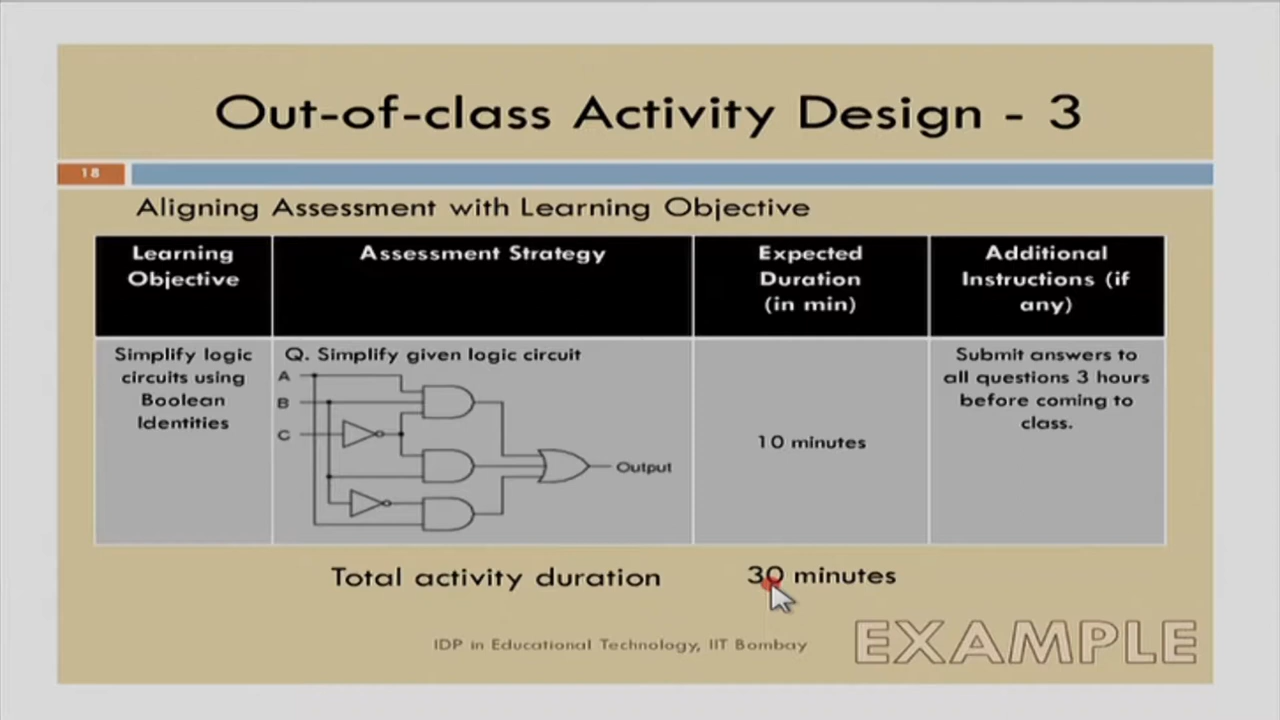 Out-of-class Activity Design - 3
18
Aligning Assessment with Learning Objective
Learning
Objective
Assessment Strategy
Expected
Duration
(in min)
Additional
Instructions (if
any)
Simplify logic
circuits using
Boolean
Identities
Q. Simplify given logic circuit
A
B
C
Output
10 minutes
Submit answers to
all questions 3 hours
before coming to
class.
Total activity duration
30 minutes
IDP in Educational Technology, IIT Bombay
EXAMPLE